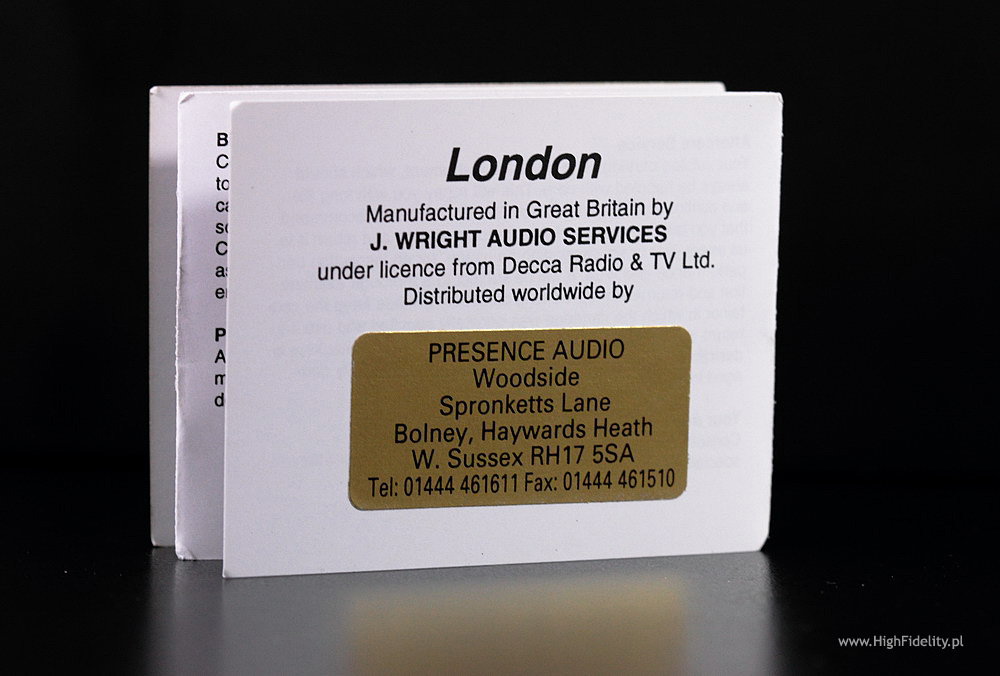 London
Manufactured in Great Britain by
J. WRIGHT AUDIO SERVICES
under licence from Decca Radio & TV Ltd.
Distributed worldwide by
PRESENCE AUDIO
Woodside
Spronketts Lane
Bolney, Haywards Heath
W. Sussex RH17 5SA
Tel: 01444 461611 Fax: 01444 461510
www.HighFidelity.pl